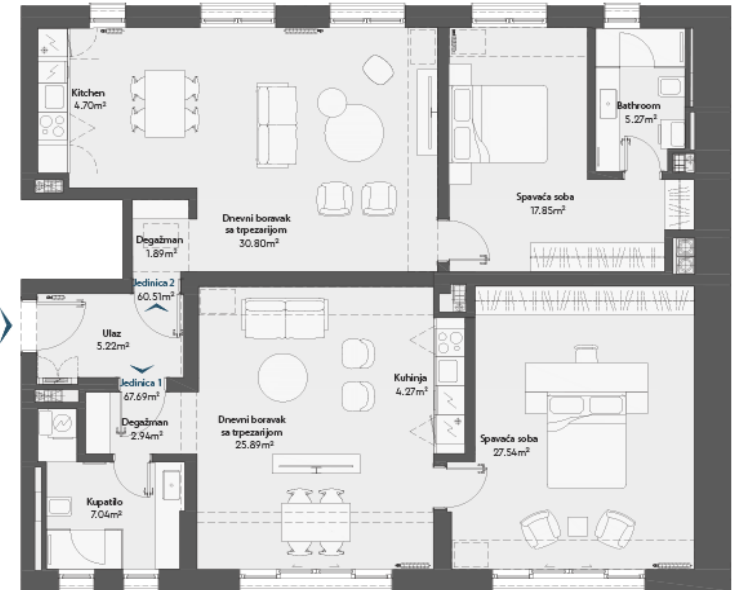 Kitchen
4.70m²
Bathroom
5.27m²
Spavaća soba
17.85m²
Dnevni boravak
sa trpezarijom
30.80m²
Degažman
1.89m²
Jedinica 2
60.51m²
Ulaz
5.22m²
Jedinica 1
67.69m²
Degažman
2.94m²
Kuhinja
4.27m²
Dnevni boravak
sa trpezarijom
25.89m²
Spavaća soba
27.54m²
Kupatilo
7.04m²